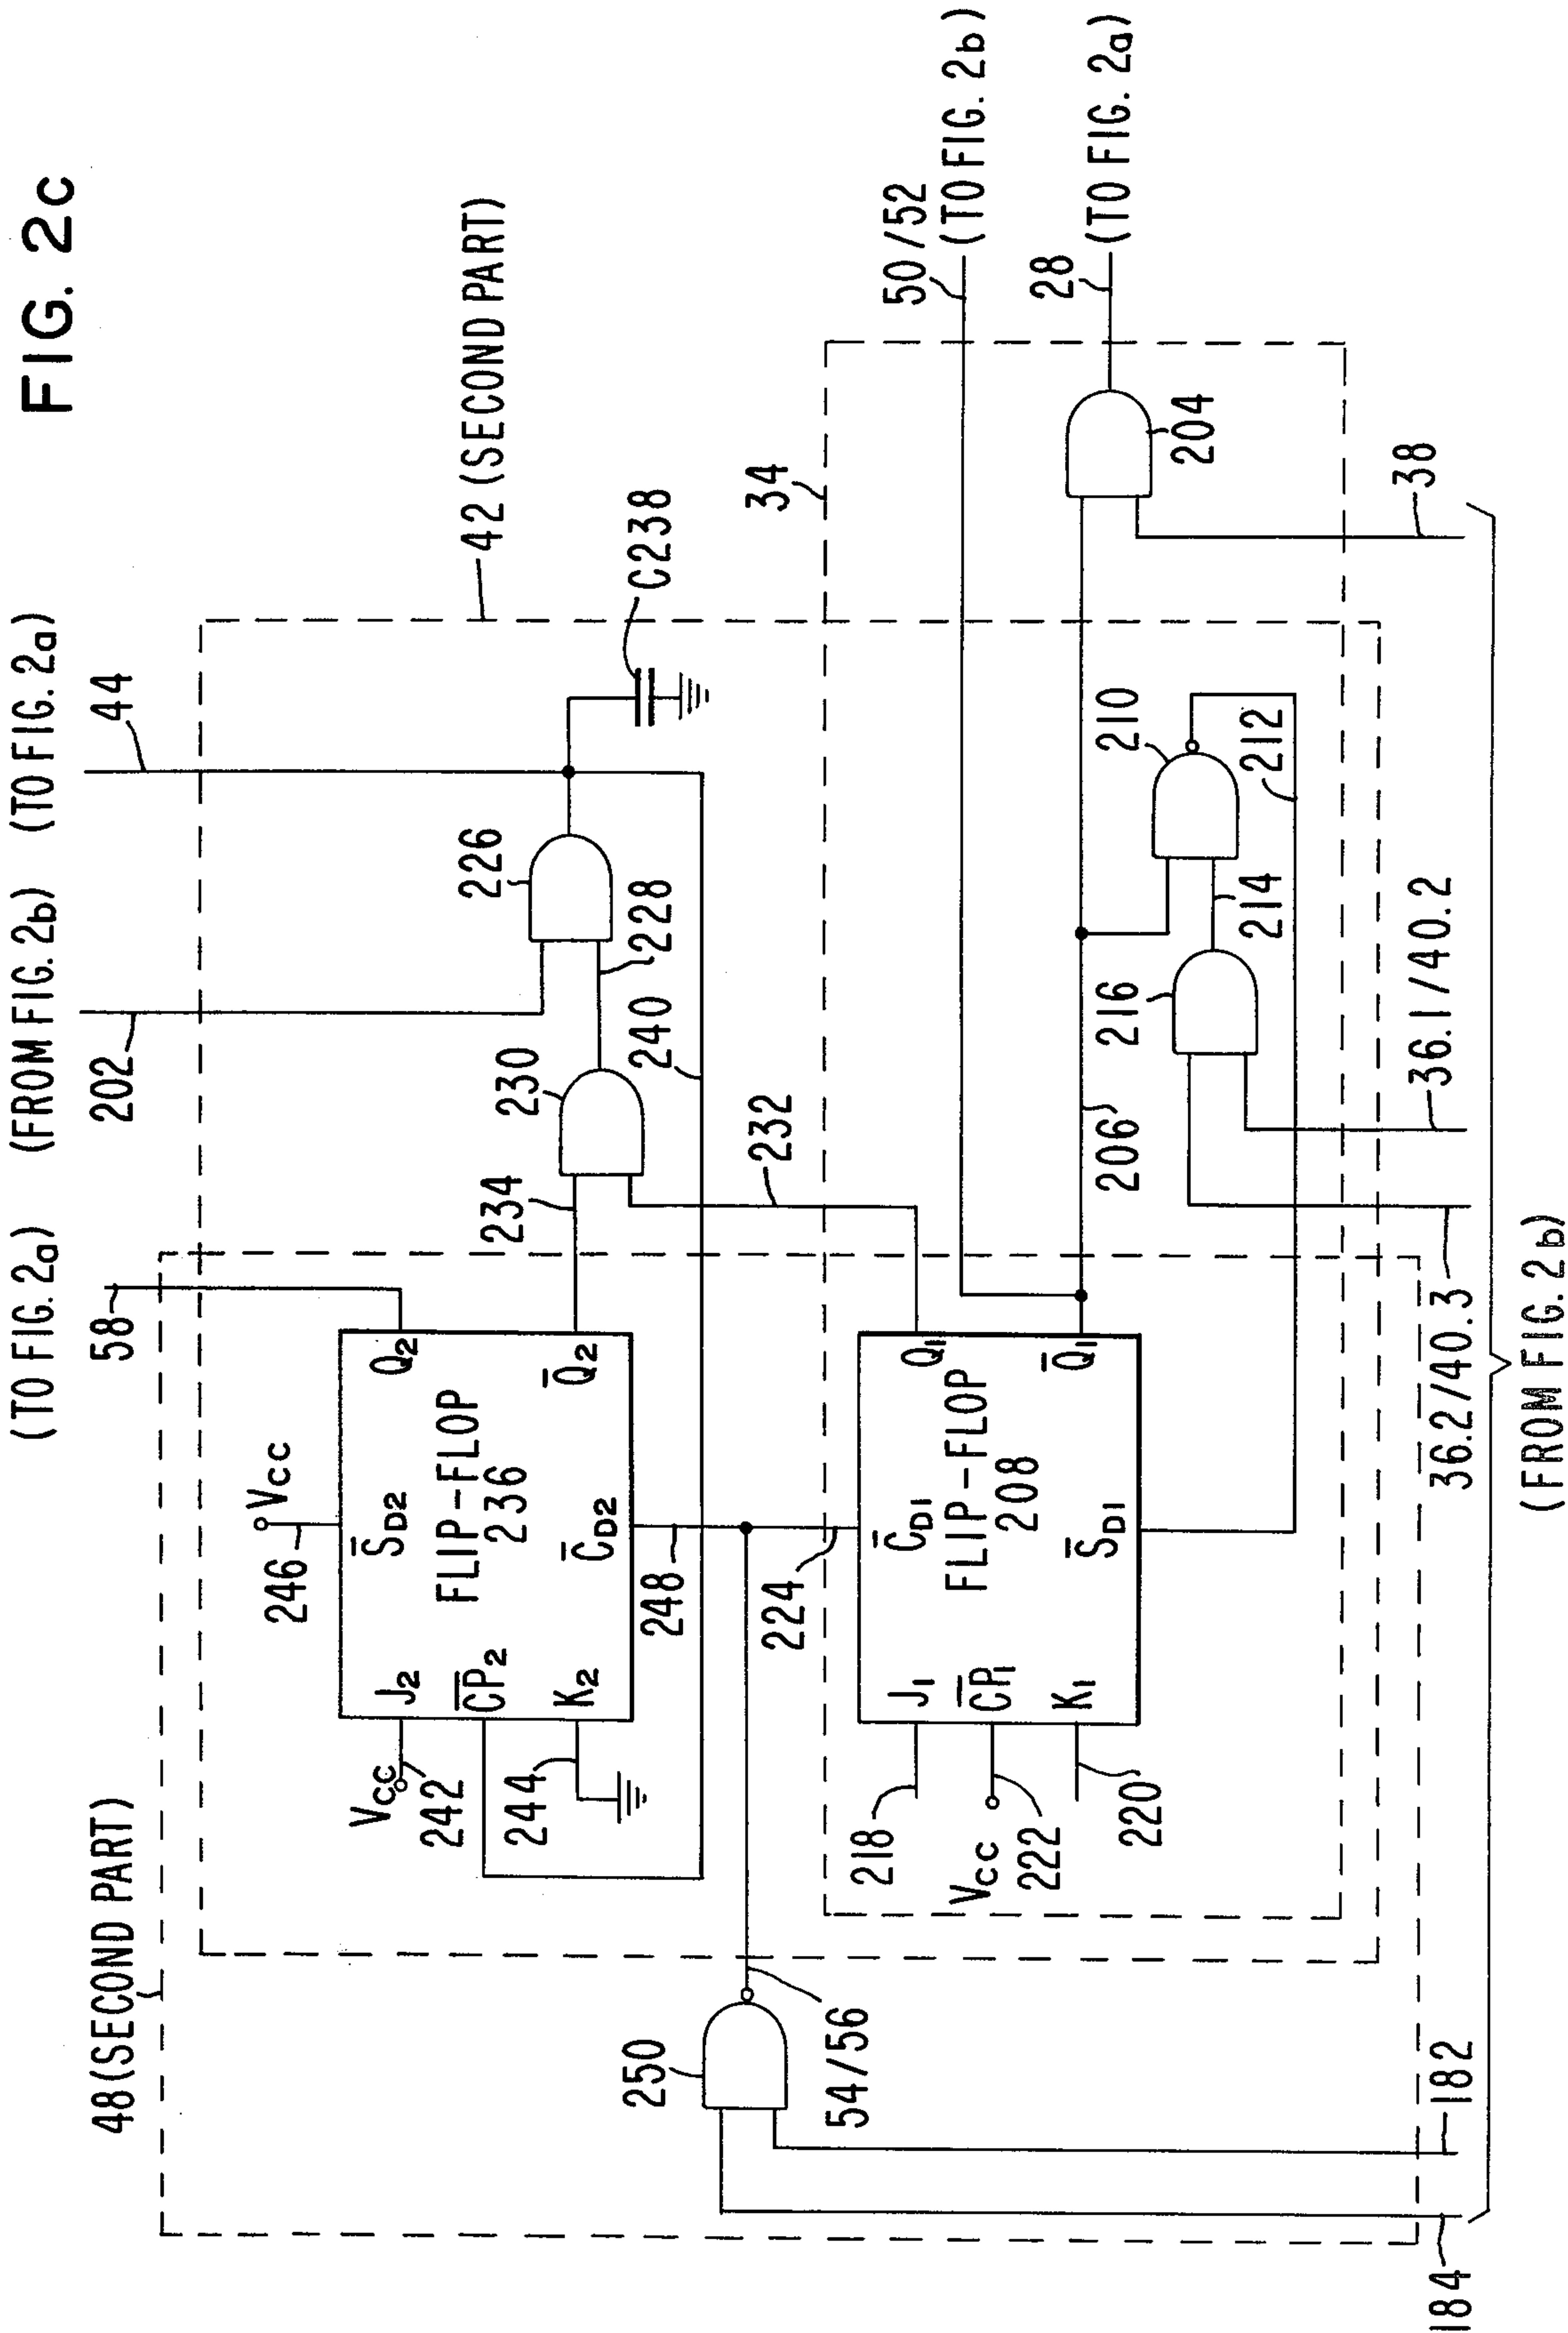 FIG. 2c
(TO FIG. 2a)
(FROM FIG. 2b)
(TO FIG. 2a)
58
202
44
48(SECOND PART)
42 (SECOND PART)
246
Vcc
S̅D2
Q2
J2
C̅P̅2
K2
FLIP-FLOP
236
Q̅2
C̅D2
Vcc
242
244
234
230
228
226
C238
240
248
232
34
50/52
(TO FIG. 2b)
28
(TO FIG. 2a)
250
54/56
224
C̅D1
Q1
J1
C̅P̅1
K1
FLIP-FLOP
208
Q̅1
S̅D1
218
Vcc
222
220
206
216
214
210
212
204
184
182
36.2/40.3
36.1/40.2
38
(FROM FIG. 2b)